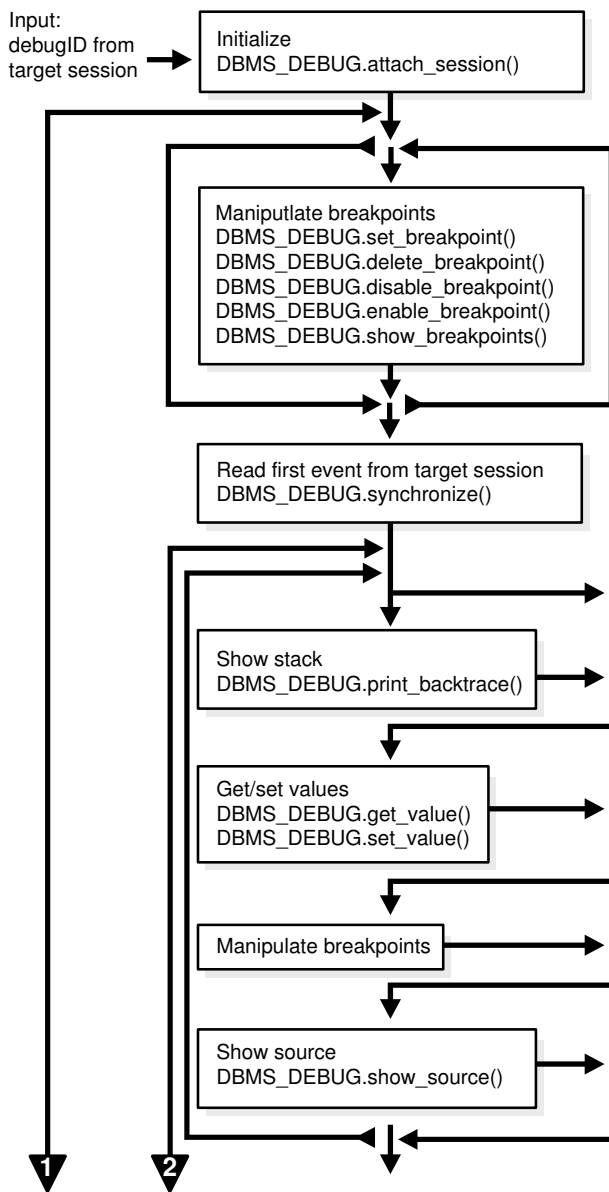 Input:
debugID from
target session
Initialize
DBMS_DEBUG.attach_session()
Maniputlate breakpoints
DBMS_DEBUG.set_breakpoint()
DBMS_DEBUG.delete_breakpoint()
DBMS_DEBUG.disable_breakpoint()
DBMS_DEBUG.enable_breakpoint()
DBMS_DEBUG.show_breakpoints()
Read first event from target session
DBMS_DEBUG.synchronize()
Show stack
DBMS_DEBUG.print_backtrace()
Get/set values
DBMS_DEBUG.get_value()
DBMS_DEBUG.set_value()
Manipulate breakpoints
Show source
DBMS_DEBUG.show_source()
1
2